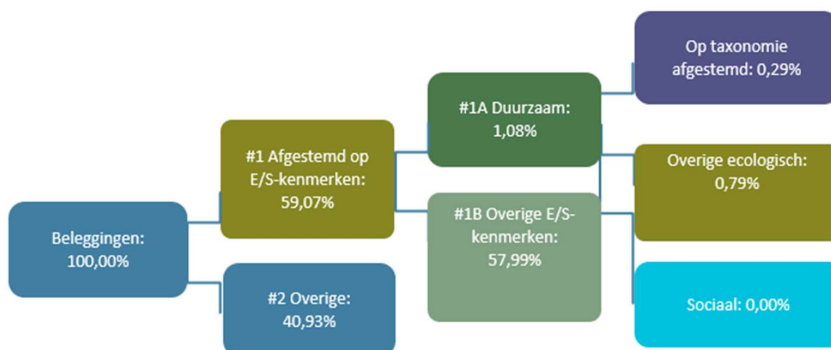 Beleggingen:
100,00%
#1 Afgestemd op
E/S-kenmerken:
59,07%
#2 Overige:
40,93%
#1A Duurzaam:
1,08%
#1B Overige E/S-
kenmerken:
57,99%
Op taxonomie
afgestemd: 0,29%
Overige ecologisch:
0,79%
Sociaal: 0,00%